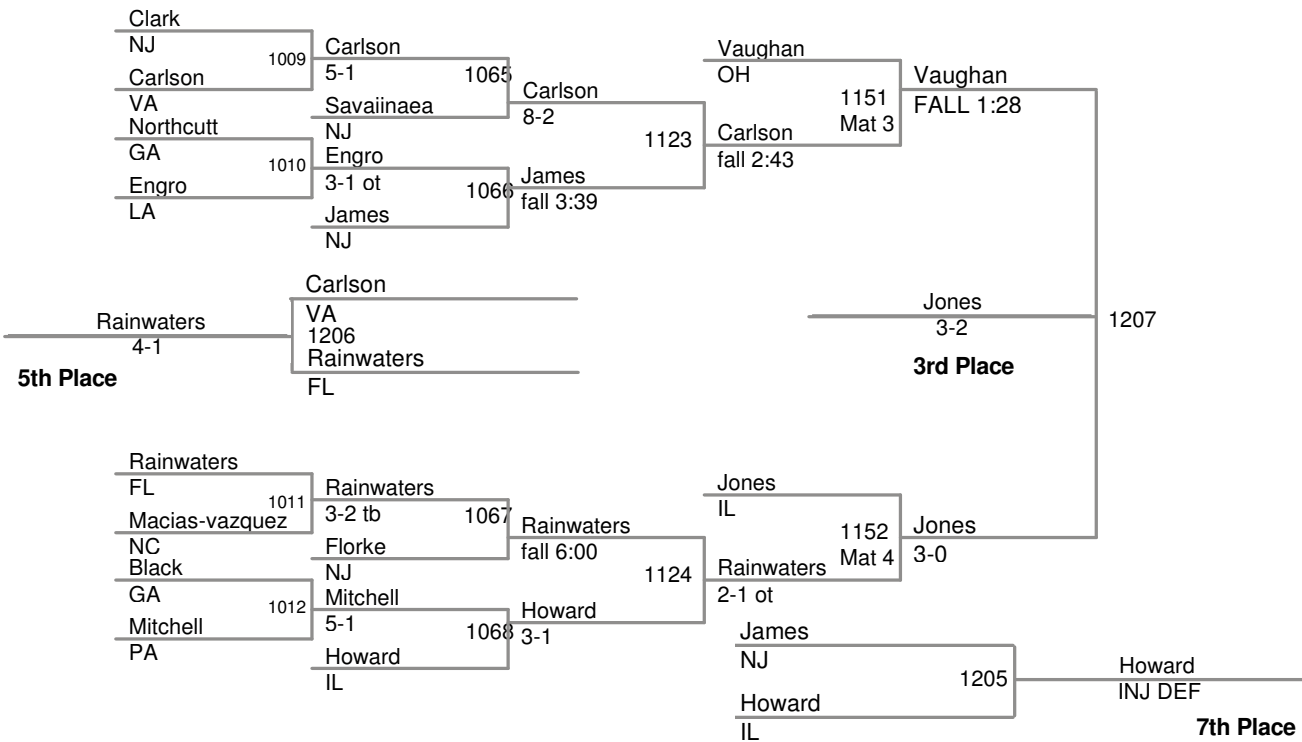 Clark
NJ
1009
Carlson
VA
Carlson
5-1
1065
Savaiinaea
NJ
Northcutt
GA
1010
Engro
LA
Engro
3-1 ot
1066
James
NJ
Carlson
8-2
1123
James
fall 3:39
Vaughan
OH
1151
Mat 3
Carlson
fall 2:43
Vaughan
FALL 1:28
Carlson
VA
1206
Rainwaters
FL
Rainwaters
4-1
5th Place
Jones
3-2
1207
3rd Place
Rainwaters
FL
1011
Macias-vazquez
NC
Rainwaters
3-2 tb
1067
Florke
NJ
Black
GA
1012
Mitchell
PA
Mitchell
5-1
1068
Howard
IL
Rainwaters
fall 6:00
1124
Howard
3-1
Jones
IL
1152
Mat 4
Rainwaters
2-1 ot
Jones
3-0
James
NJ
1205
Howard
IL
Howard
INJ DEF
7th Place